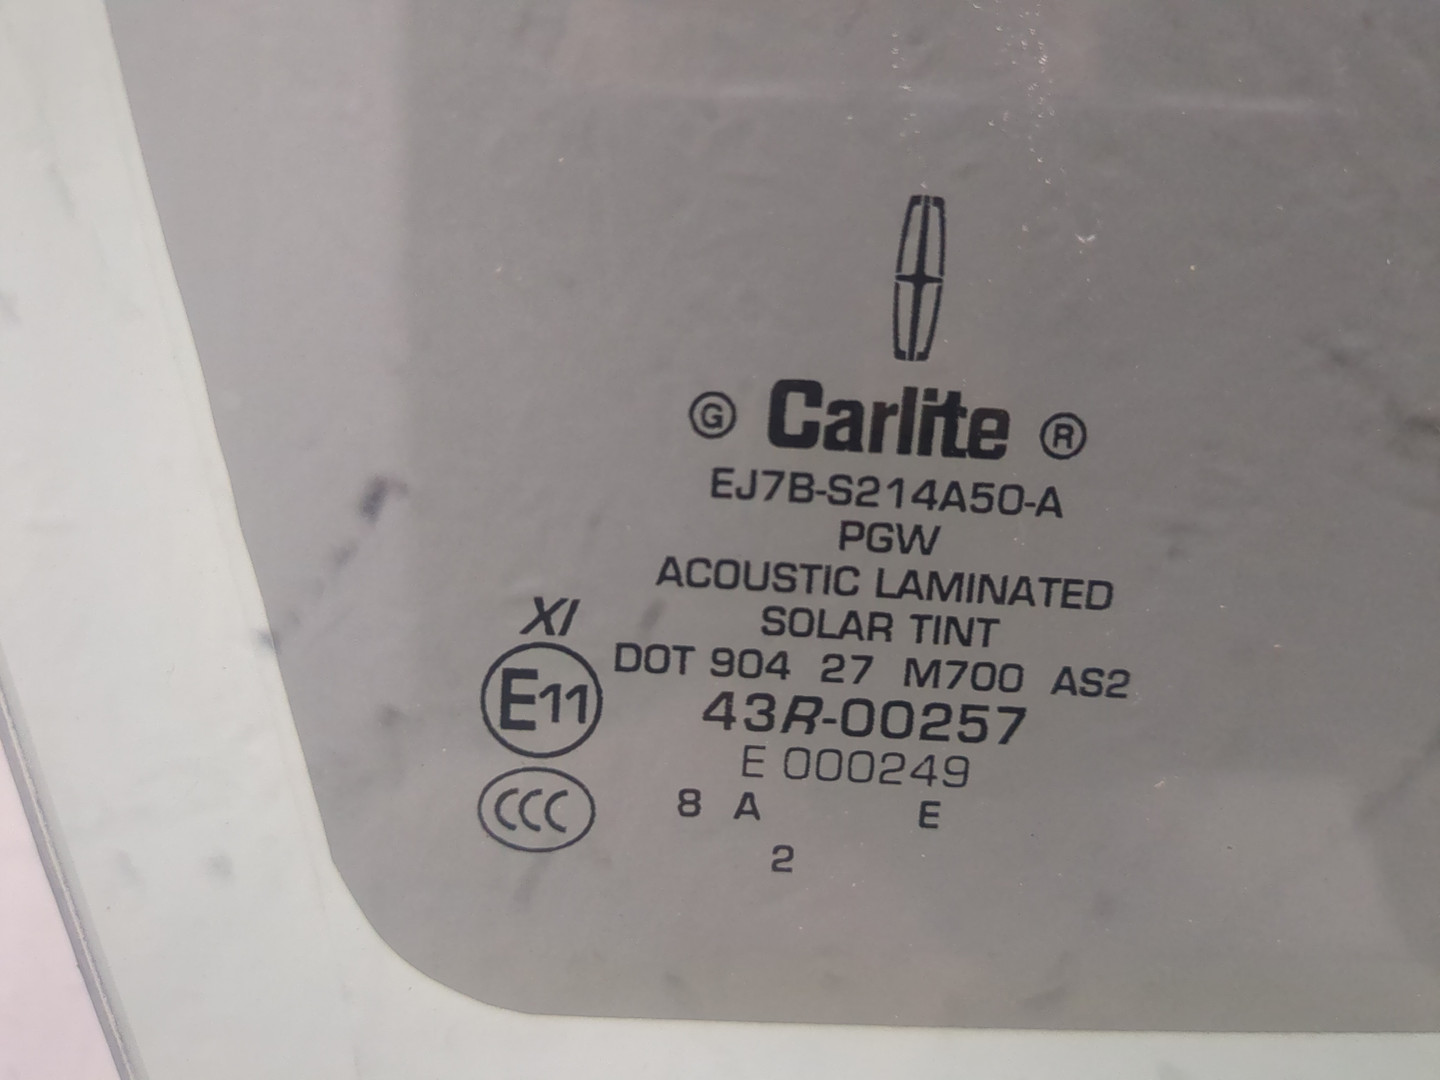 G Carlite ®
EJ7B-S214A50-A
PGW
ACOUSTIC LAMINATED
SOLAR TINT
XI
DOT 904 27 M700 AS2
E11
43R-00257
E 000249
CCC
8 A E
2